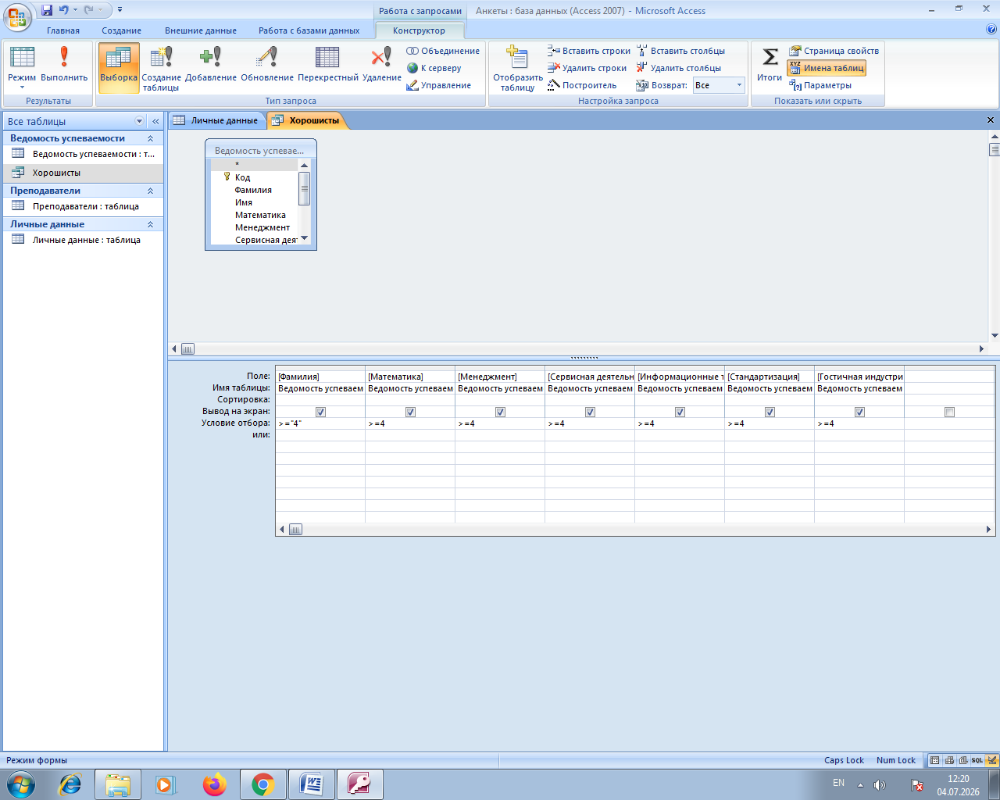 Работа с запросами
Анкеты : база данных (Access 2007) - Microsoft Access
Главная Создание Внешние данные Работа с базами данных Конструктор
Режим Выполнить
Результаты
Выборка Создание таблицы Добавление Обновление Перекрестный Удаление
Объединение
К серверу
Управление
Тип запроса
Отобразить таблицу
Вставить строки
Удалить строки
Построитель
Вставить столбцы
Удалить столбцы
Возврат: Все
Настройка запроса
Итоги
Страница свойств
XYZ Имена таблиц
Параметры
Показать или скрыть
Все таблицы
Ведомость успеваемости
Ведомость успеваемости : т...
Хорошисты
Преподаватели
Преподаватели : таблица
Личные данные
Личные данные : таблица
Личные данные Хорошисты
Ведомость успевае...
*
Код
Фамилия
Имя
Математика
Менеджмент
Сервисная дея
Поле: [Фамилия] [Математика] [Менеджмент] [Сервисная деятельн [Информационные т [Стандартизация] [Гостичная индустри
Имя таблицы: Ведомость успеваем Ведомость успеваем Ведомость успеваем Ведомость успеваем Ведомость успеваем Ведомость успеваем Ведомость успеваем
Сортировка:
Вывод на экран:
Условие отбора: >="4" >=4 >=4 >=4 >=4 >=4 >=4
или:
Режим формы
Caps Lock Num Lock SQL
EN
12:20
04.07.2026